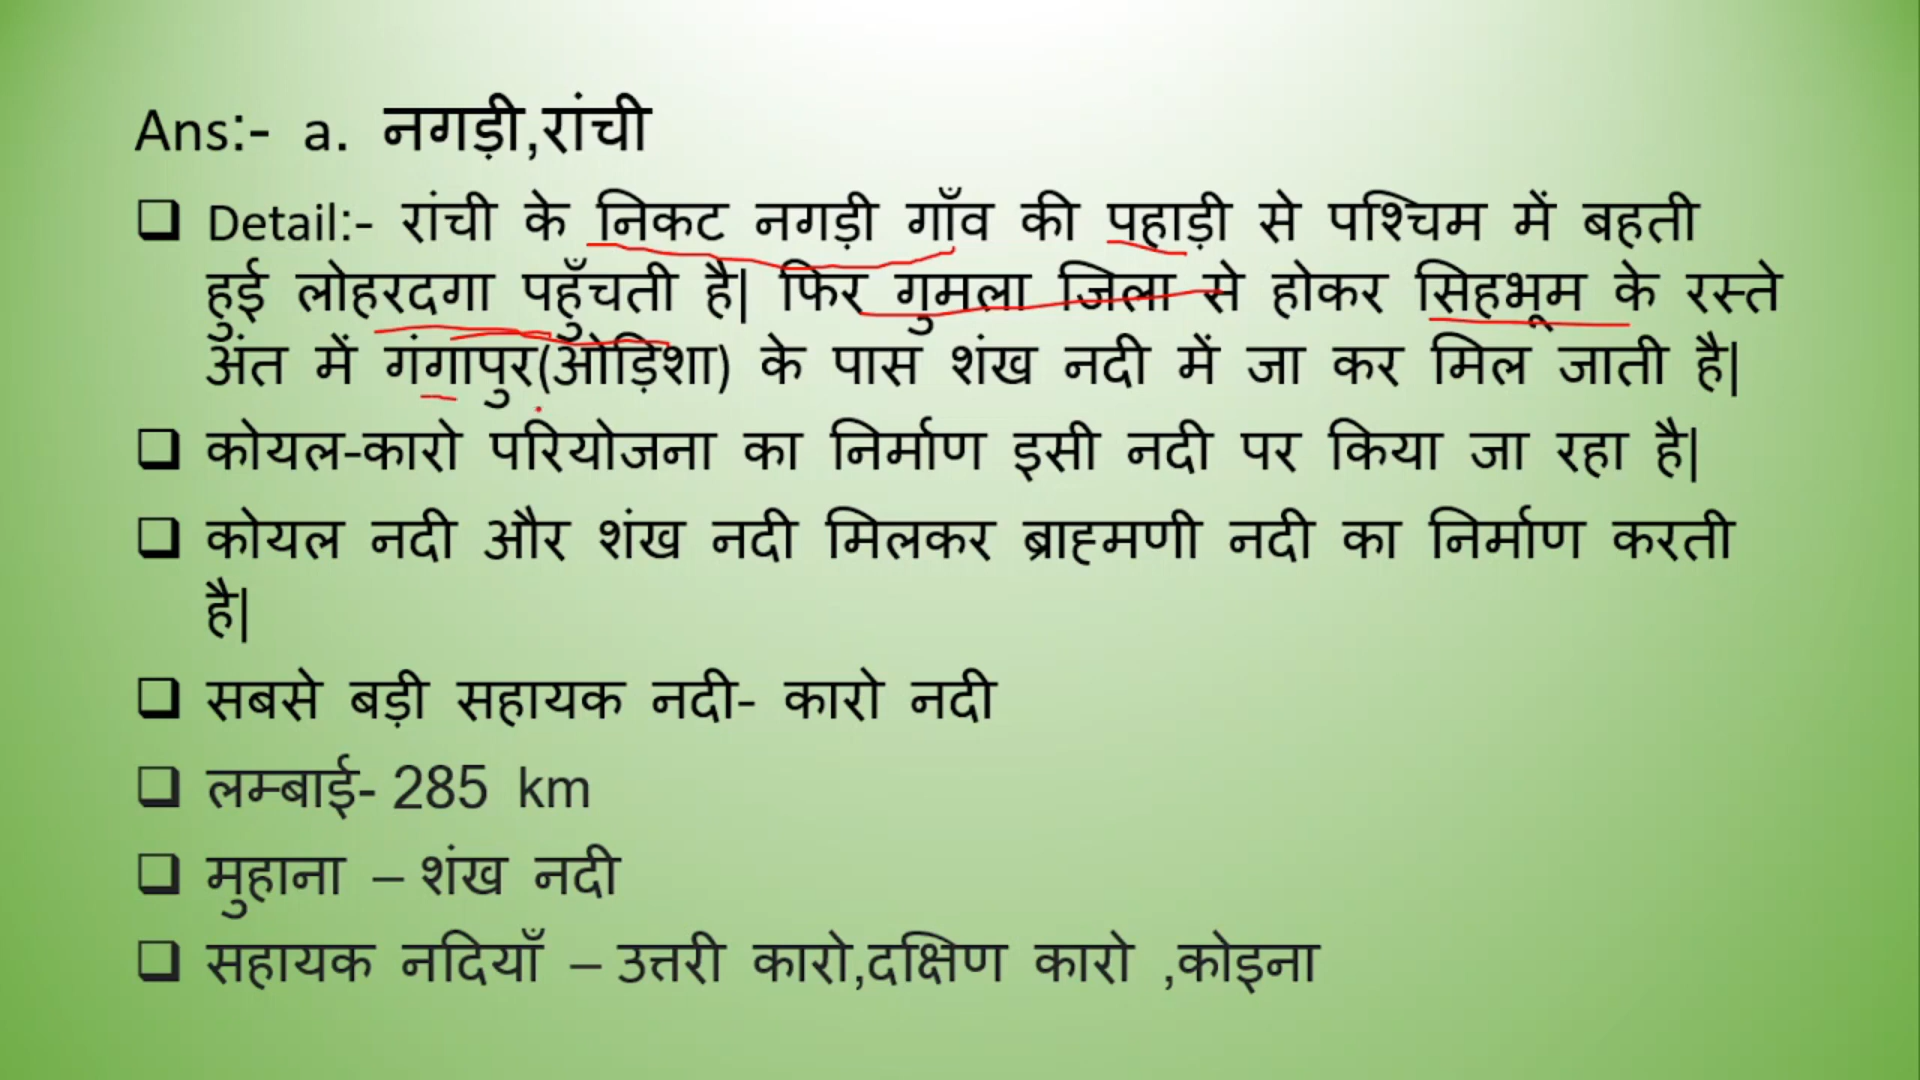 Ans:- a. नगड़ी,रांची
Detail:- रांची के निकट नगड़ी गाँव की पहाड़ी से पश्चिम में बहती
हुई लोहरदगा पहुँचती है| फिर गुमला जिला से होकर सिहभूम के रस्ते
अंत में गंगापुर(ओड़िशा) के पास शंख नदी में जा कर मिल जाती है|
कोयल-कारो परियोजना का निर्माण इसी नदी पर किया जा रहा है|
कोयल नदी और शंख नदी मिलकर ब्राह्मणी नदी का निर्माण करती
है|
सबसे बड़ी सहायक नदी- कारो नदी
लम्बाई- 285 km
मुहाना – शंख नदी
सहायक नदियाँ – उत्तरी कारो,दक्षिण कारो ,कोइना